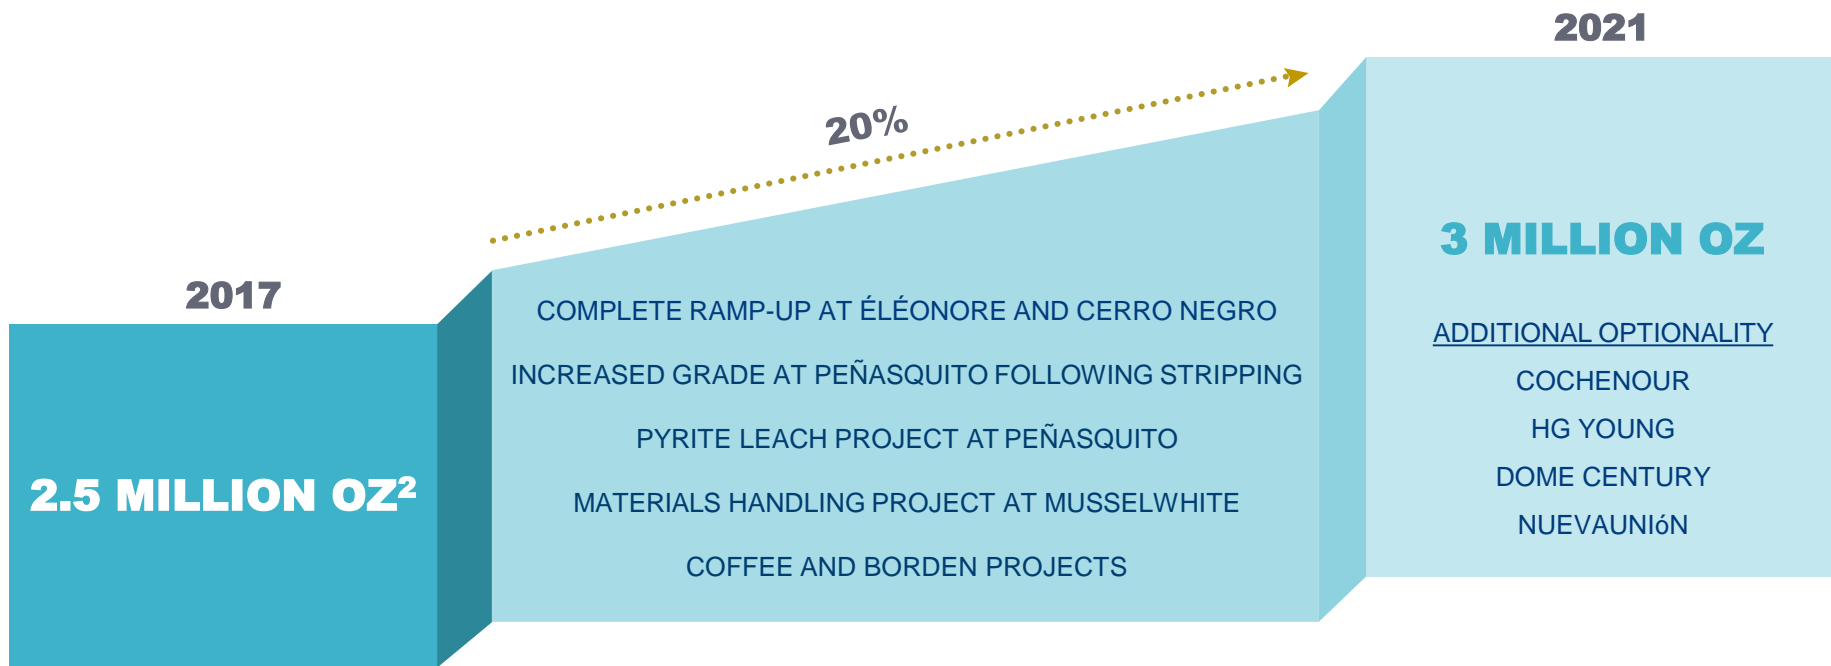 2017
2.5 MILLION OZ²
20%
COMPLETE RAMP-UP AT ÉLÉONORE AND CERRO NEGRO
INCREASED GRADE AT PEÑASQUITO FOLLOWING STRIPPING
PYRITE LEACH PROJECT AT PEÑASQUITO
MATERIALS HANDLING PROJECT AT MUSSELWHITE
COFFEE AND BORDEN PROJECTS
2021
3 MILLION OZ
ADDITIONAL OPTIONALITY
COCHENOUR
HG YOUNG
DOME CENTURY
NUEVAUNIóN